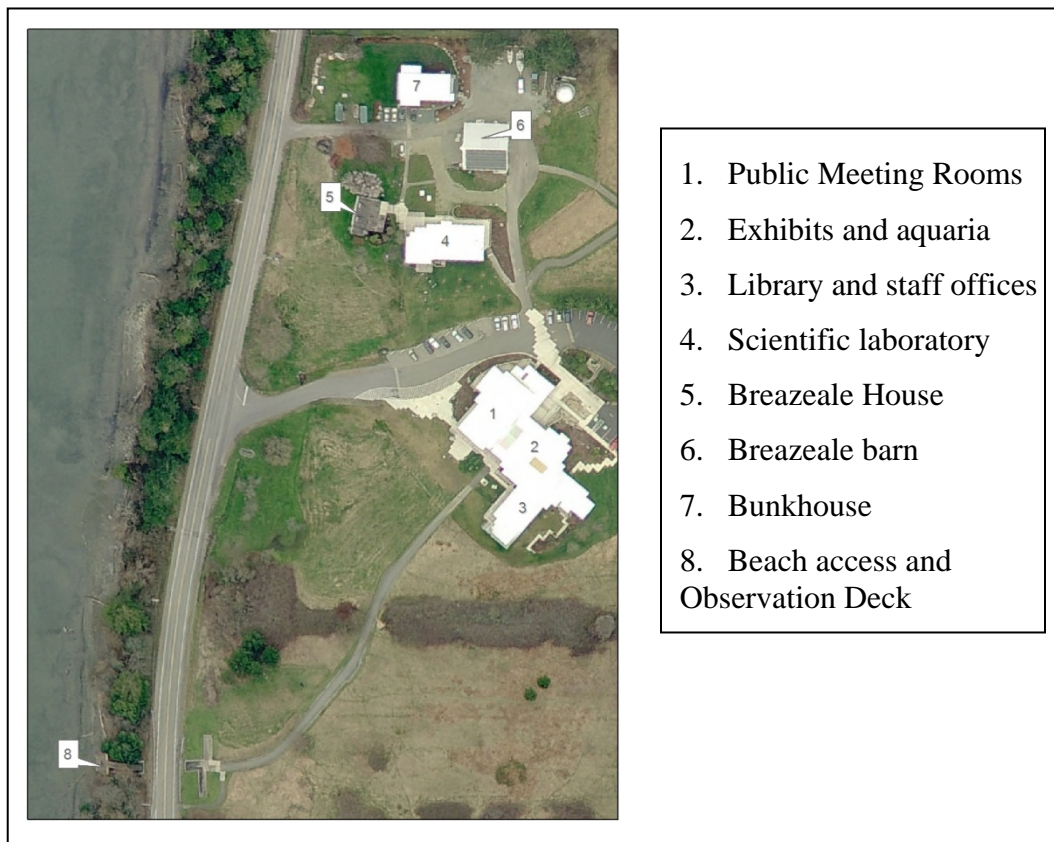 7
6
5
4
1
2
3
8
1. Public Meeting Rooms
2. Exhibits and aquaria
3. Library and staff offices
4. Scientific laboratory
5. Breazeale House
6. Breazeale barn
7. Bunkhouse
8. Beach access and
Observation Deck